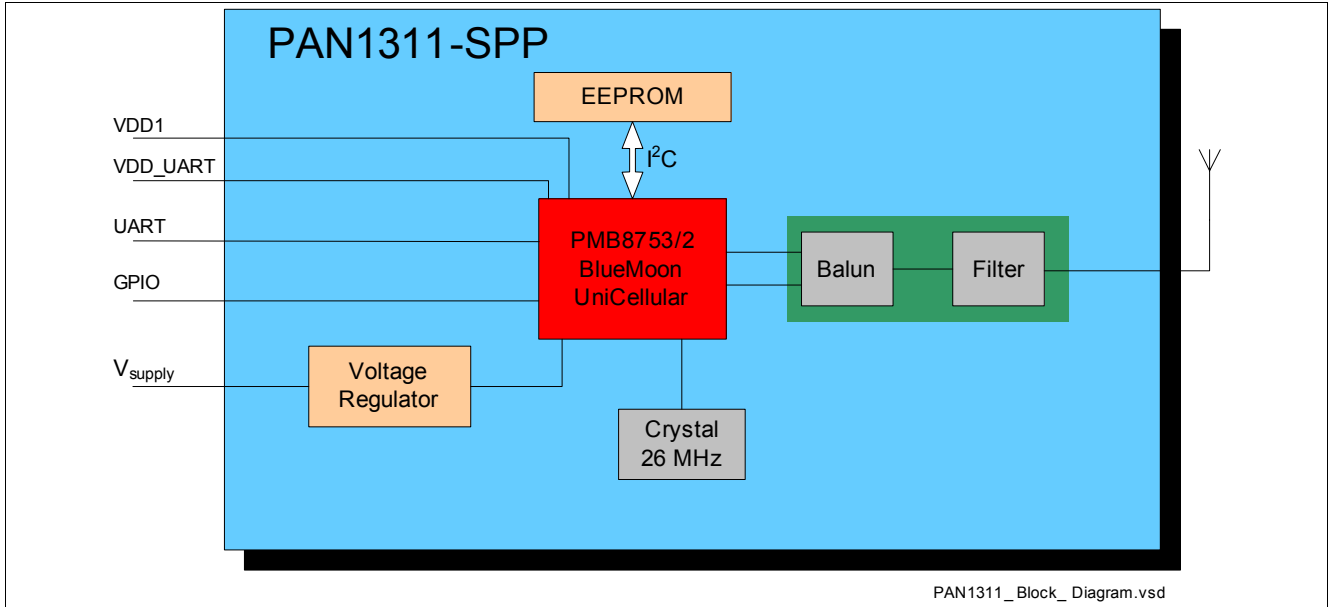 PAN1311-SPP
EEPROM
I²C
VDD1
VDD_UART
UART
GPIO
Vsupply
PMB8753/2
BlueMoon
UniCellular
Balun
Filter
Voltage
Regulator
Crystal
26 MHz
PAN1311_ Block_ Diagram.vsd